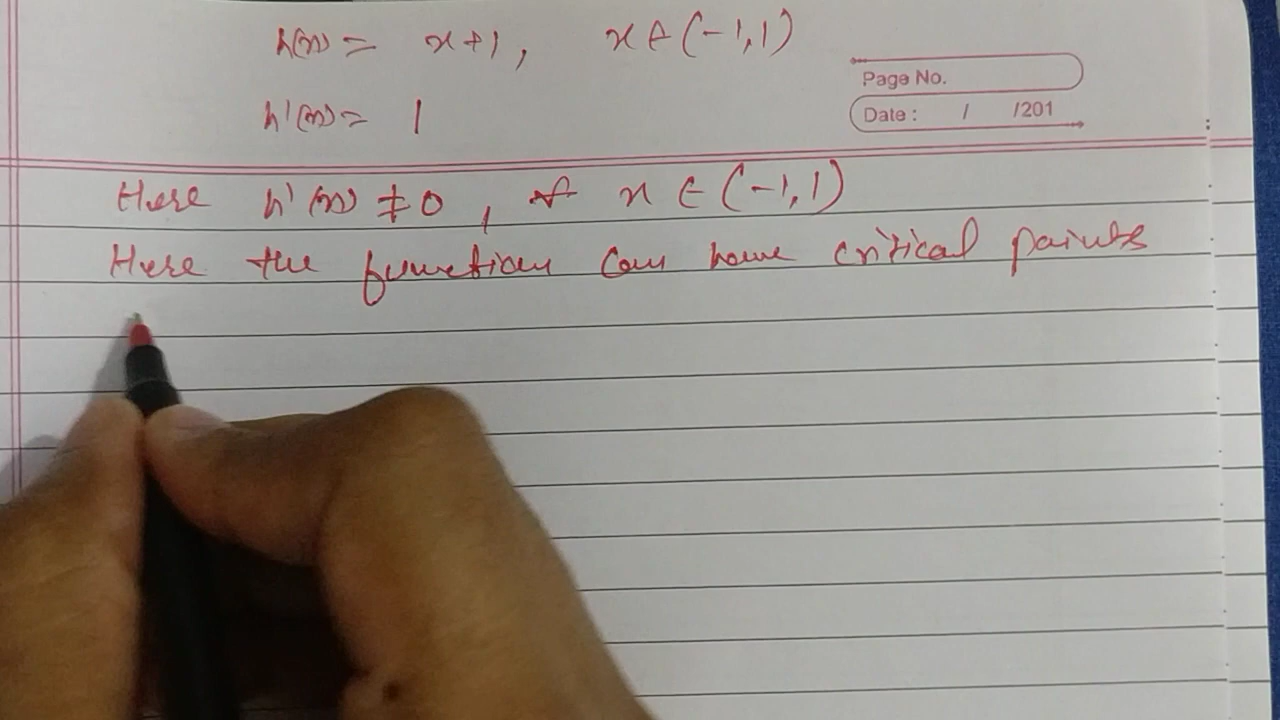 h(x) = x+1, x ∈ (-1,1)
Page No.
h'(x) = 1
Date : / /201
Here h'(x) ≠ 0, x ∈ (-1,1)
Here the function can have critical points